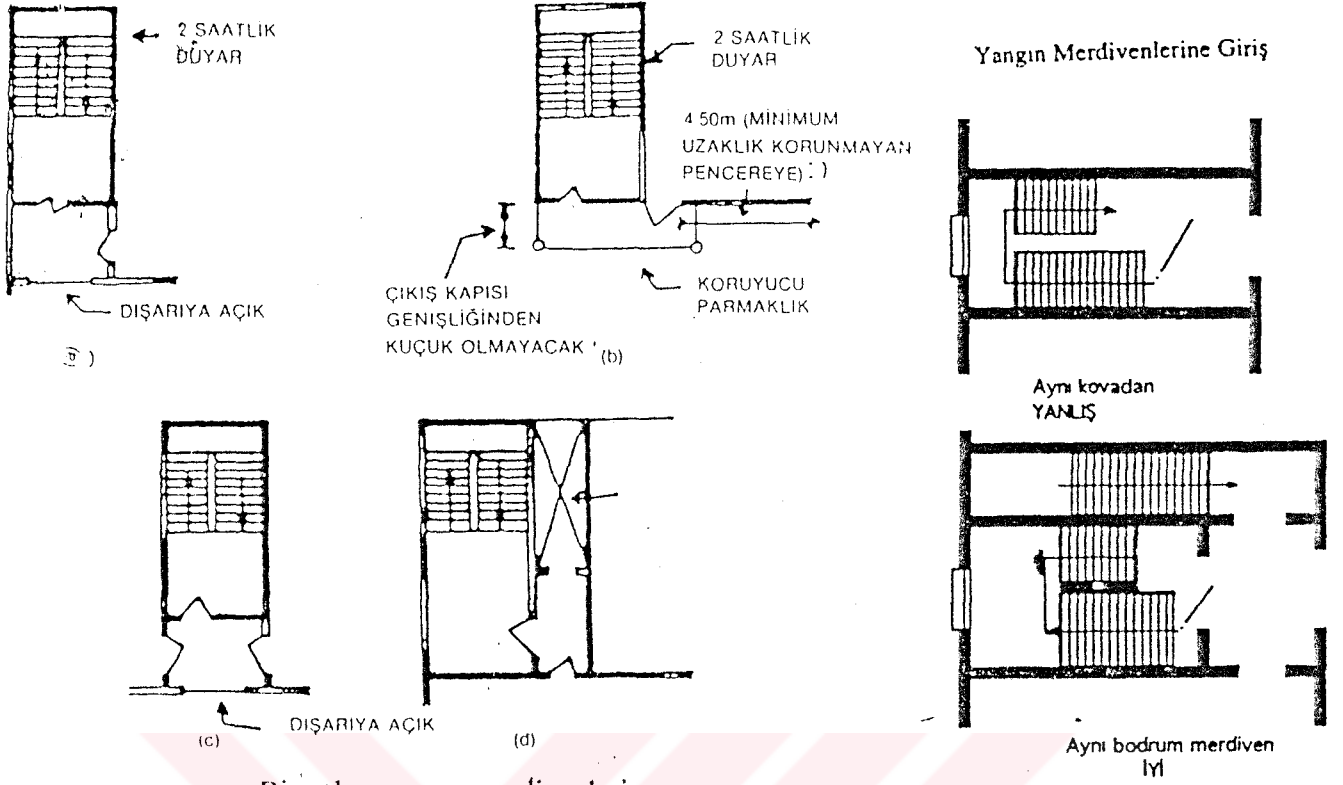 2 SAATLİK
DUYAR
DIŞARIYA AÇIK
2 SAATLİK
DUYAR
4.50m (MİNİMUM
UZAKLIK KORUNMAYAN
PENCEREYE)
KORUYUCU
PARMAKLIK
ÇIKIŞ KAPISI
GENİŞLİĞİNDEN
KUÇUK OLMAYACAK
(b)
DIŞARIYA AÇIK
(c)
(d)
Yangın Merdivenlerine Giriş
Aynı kovadan
YANLIŞ
Aynı bodrum merdiven
İYİ